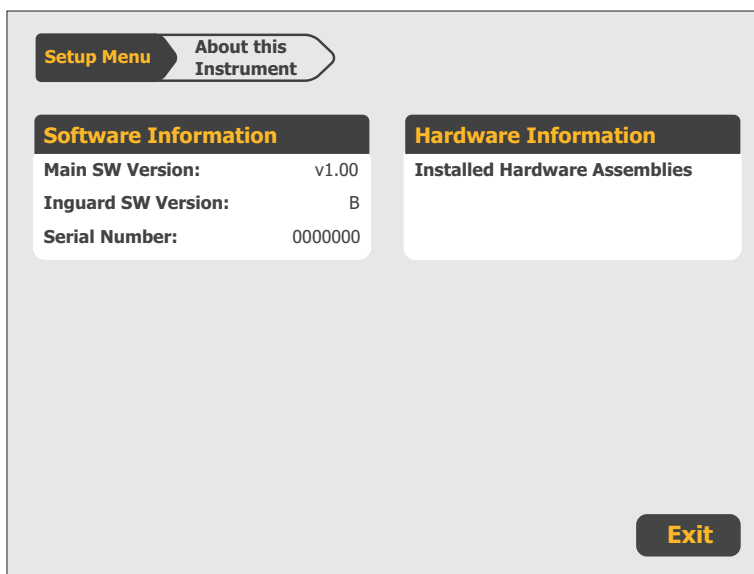 Setup Menu
About this
Instrument
Software Information
Main SW Version: v1.00
Inguard SW Version: B
Serial Number: 0000000
Hardware Information
Installed Hardware Assemblies
Exit